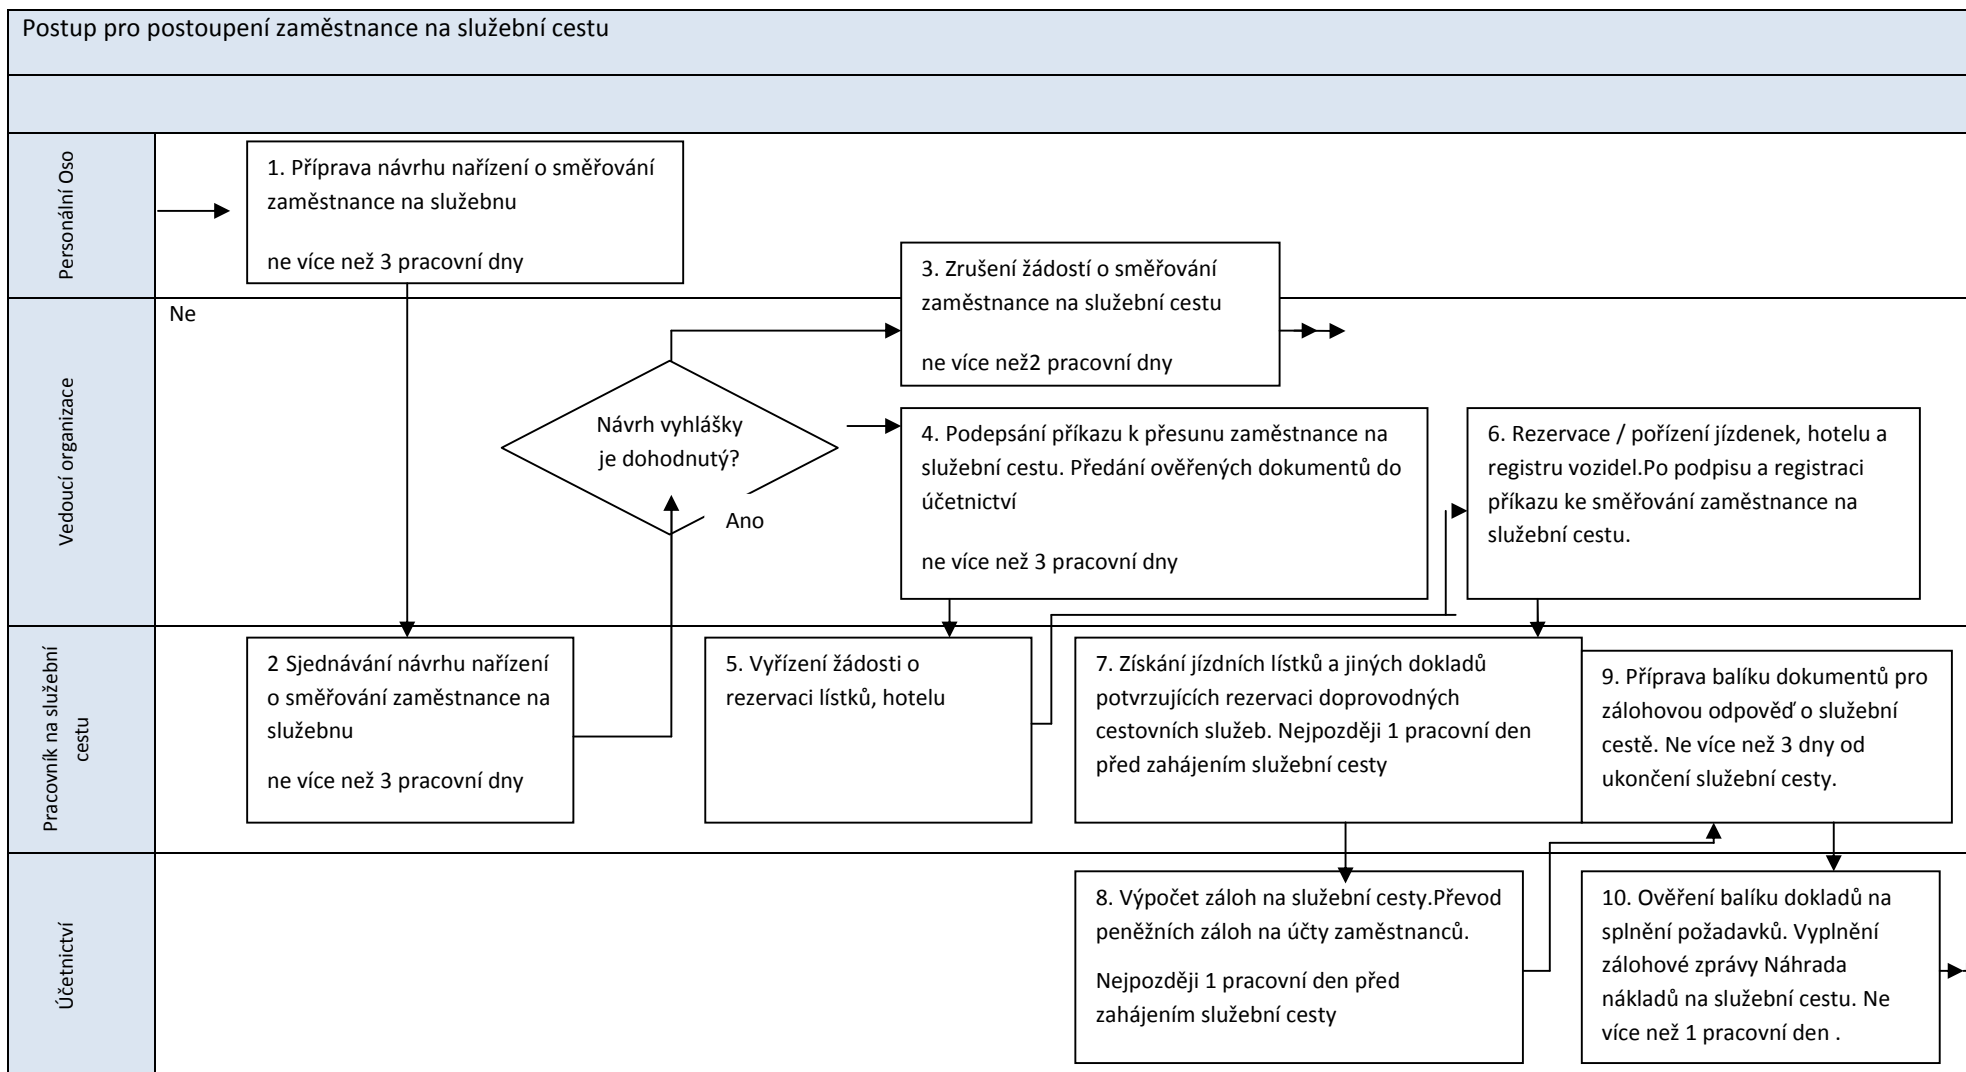 Postup pro postoupení zaměstnance na služební cestu
Personální Oso
1. Příprava návrhu nařízení o směřování
zaměstnance na služebnu
ne více než 3 pracovní dny
3. Zrušení žádostí o směřování
zaměstnance na služební cestu
ne více než2 pracovní dny
Vedoucí organizace
Ne
Návrh vyhlášky
je dohodnutý?
Ano
4. Podepsání příkazu k přesunu zaměstnance na
služební cestu. Předání ověřených dokumentů do
účetnictví
ne více než 3 pracovní dny
6. Rezervace / pořízení jízdenek, hotelu a
registru vozidel.Po podpisu a registraci
příkazu ke směřování zaměstnance na
služební cestu.
Pracovník na služební
cestu
2 Sjednávání návrhu nařízení
o směřování zaměstnance na
služebnu
ne více než 3 pracovní dny
5. Vyřízení žádosti o
rezervaci lístků, hotelu
7. Získání jízdních lístků a jiných dokladů
potvrzujících rezervaci doprovodných
cestovních služeb. Nejpozději 1 pracovní den
před zahájením služební cesty
9. Příprava balíku dokumentů pro
zálohovou odpověď o služební
cestě. Ne více než 3 dny od
ukončení služební cesty.
Účetnictví
8. Výpočet záloh na služební cesty.Převod
peněžních záloh na účty zaměstnanců.
Nejpozději 1 pracovní den před
zahájením služební cesty
10. Ověření balíku dokladů na
splnění požadavků. Vyplnění
zálohové zprávy Náhrada
nákladů na služební cestu. Ne
více než 1 pracovní den .